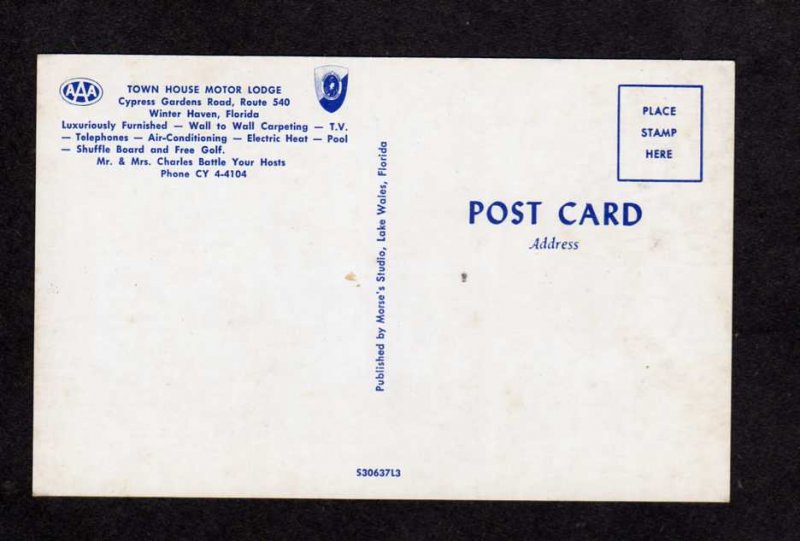 AAA
TOWN HOUSE MOTOR LODGE
Cypress Gardens Road, Route 540
Winter Haven, Florida
Luxuriously Furnished — Wall to Wall Carpeting — T.V.
— Telephones — Air-Conditioning — Electric Heat — Pool
— Shuffle Board and Free Golf.
Mr. & Mrs. Charles Battle Your Hosts
Phone CY 4-4104
Published by Morse's Studio, Lake Wales, Florida
PLACE
STAMP
HERE
POST CARD
Address
S30637L3